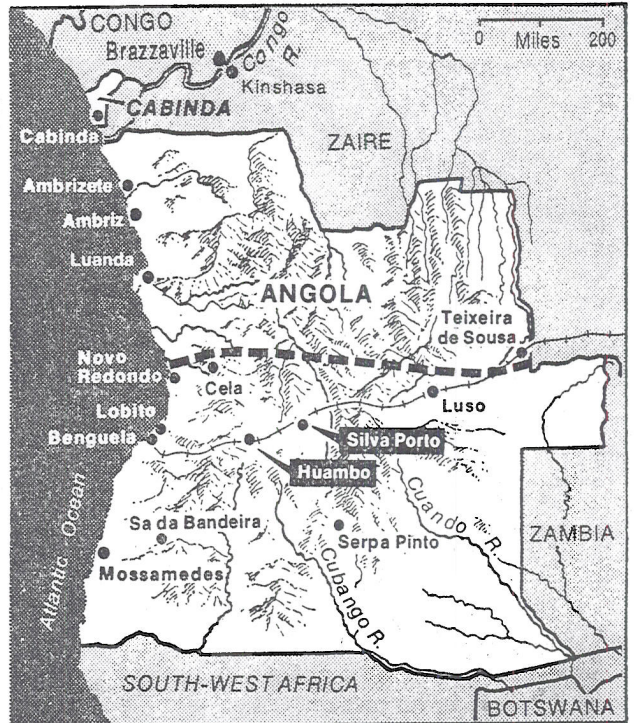 CONGO
Brazzaville
Congo R.
Kinshasa
0 Miles 200
CABINDA
Cabinda
ZAIRE
Ambrizete
Ambriz
Luanda
ANGOLA
Teixeira
de Sousa
Novo
Redondo
Cela
Luso
Lobito
Benguela
Silva Porto
Huambo
Cuando R.
Sa da Bandeira
Serpa Pinto
ZAMBIA
Mossamedes
Cubango R.
Atlantic Ocean
SOUTH-WEST AFRICA
BOTSWANA